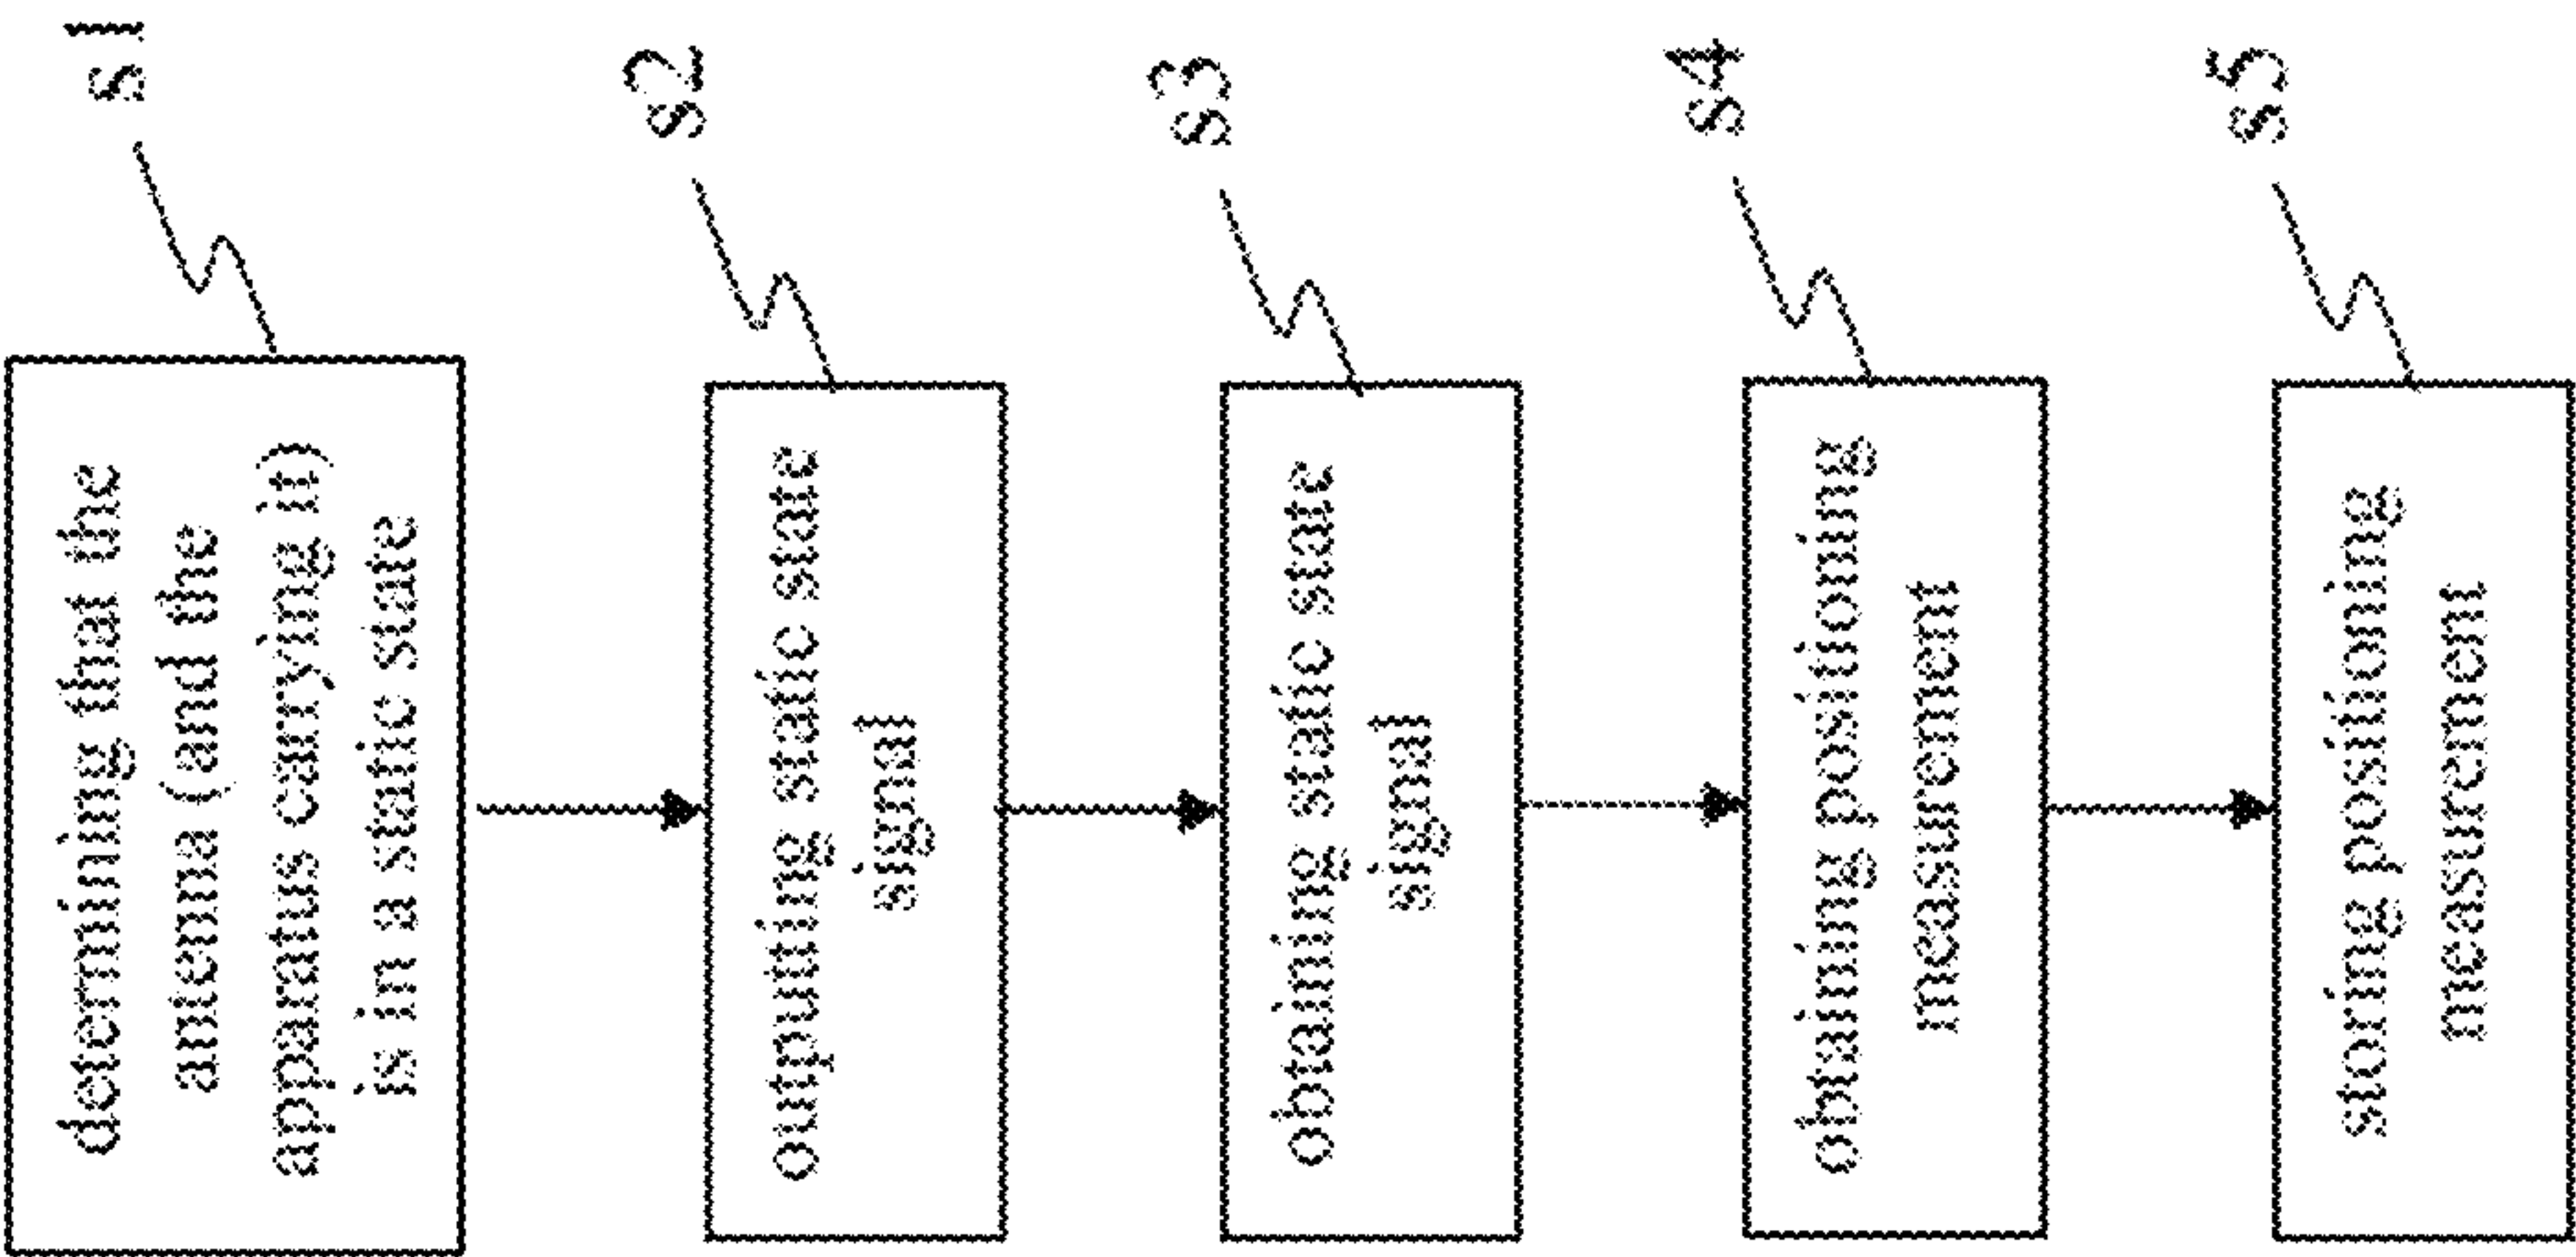 determining that the
antenna (and the
apparatus carrying it)
is in a static state
s1
outputting static state
signal
s2
obtaining static state
signal
s3
obtaining positioning
measurement
s4
storing positioning
measurement
s5